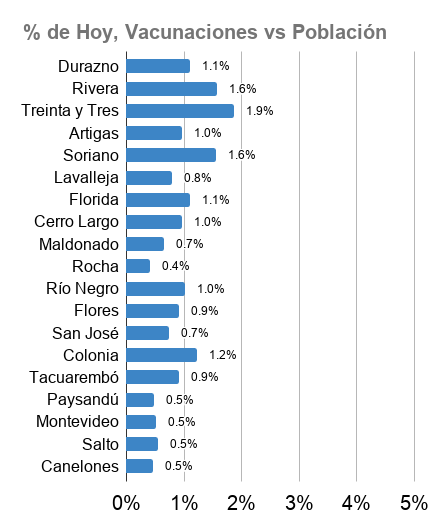 % de Hoy, Vacunaciones vs Población
Durazno 1.1%
Rivera 1.6%
Treinta y Tres 1.9%
Artigas 1.0%
Soriano 1.6%
Lavalleja 0.8%
Florida 1.1%
Cerro Largo 1.0%
Maldonado 0.7%
Rocha 0.4%
Río Negro 1.0%
Flores 0.9%
San José 0.7%
Colonia 1.2%
Tacuarembó 0.9%
Paysandú 0.5%
Montevideo 0.5%
Salto 0.5%
Canelones 0.5%
0% 1% 2% 3% 4% 5%